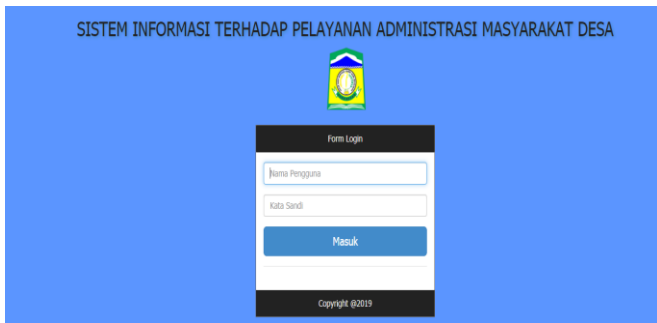 SISTEM INFORMASI TERHADAP PELAYANAN ADMINISTRASI MASYARAKAT DESA
Form Login
Nama Pengguna
Kata Sandi
Masuk
Copyright @2019